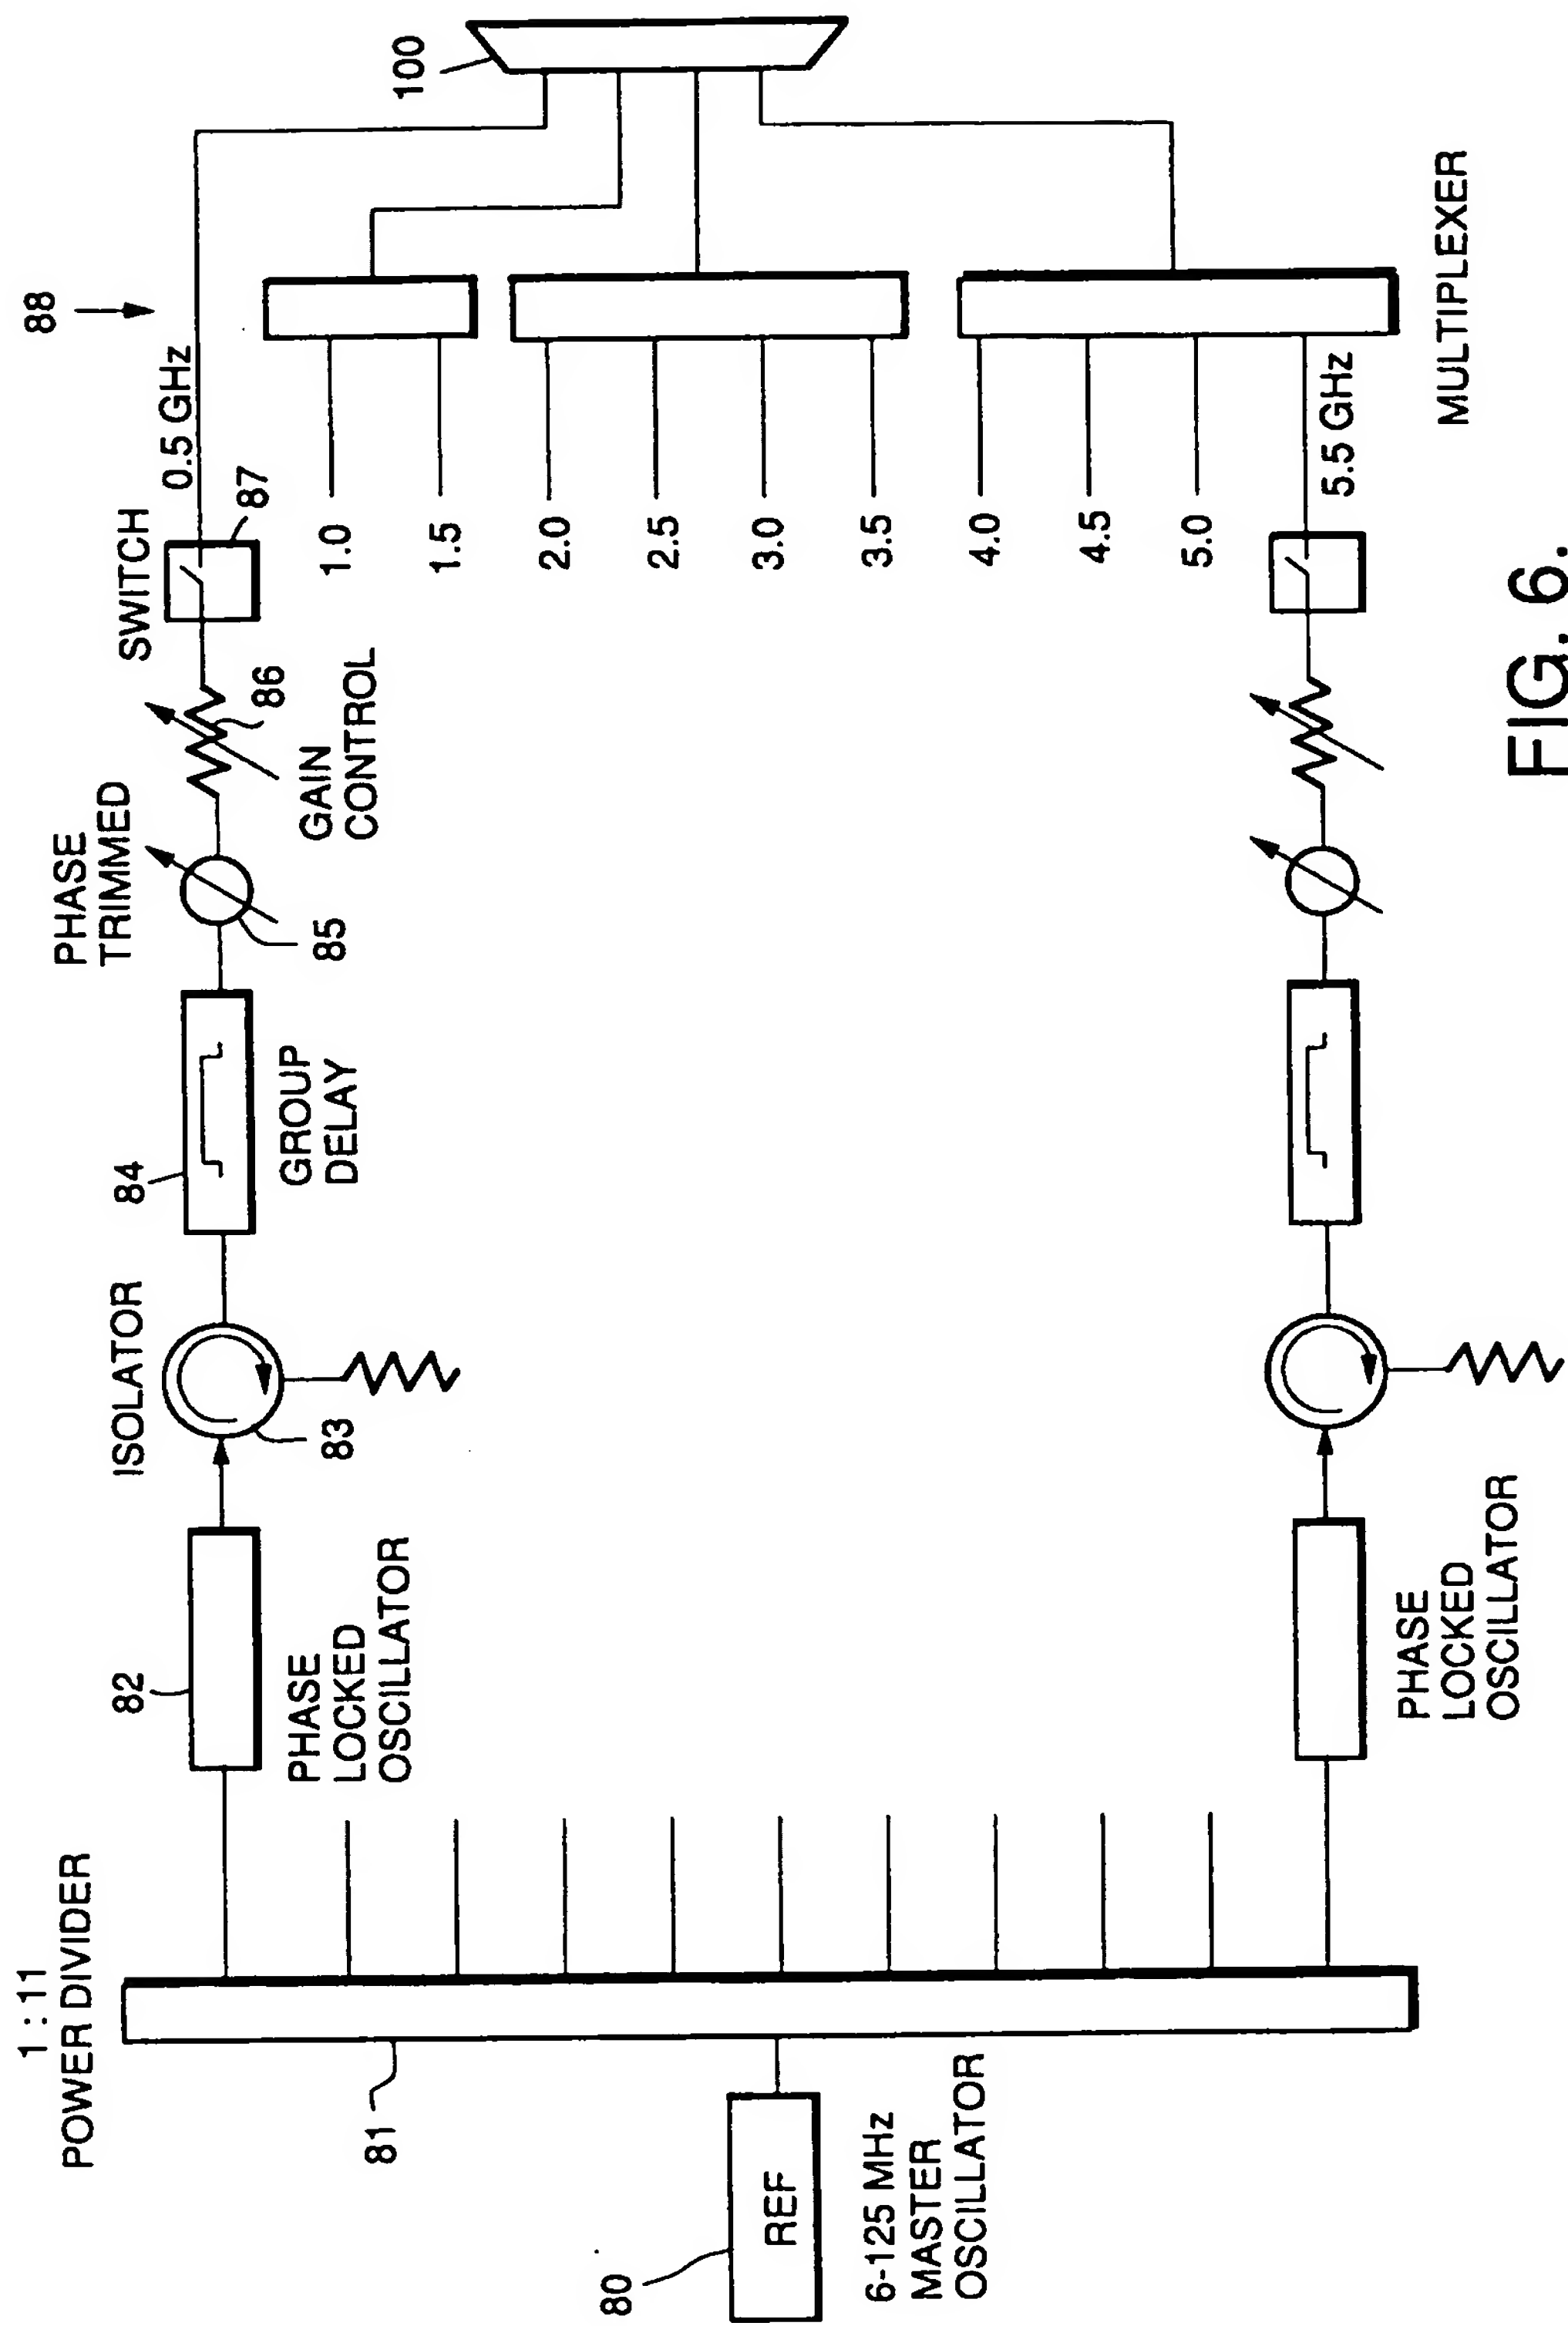 1 : 11
POWER DIVIDER
81
80
REF
6-125 MHz
MASTER
OSCILLATOR
82
PHASE
LOCKED
OSCILLATOR
ISOLATOR
83
84
GROUP
DELAY
PHASE
TRIMMED
85
86
GAIN
CONTROL
SWITCH
87
0.5 GHz
88
100
1.0
1.5
2.0
2.5
3.0
3.5
4.0
4.5
5.0
5.5 GHz
MULTIPLEXER
PHASE
LOCKED
OSCILLATOR
FIG. 6.